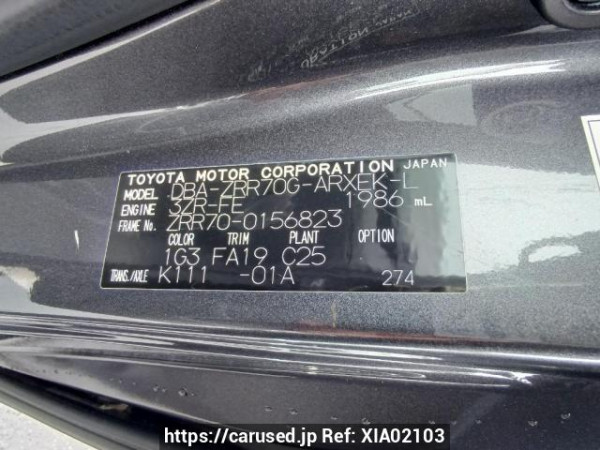 TOYOTA MOTOR CORPORATION JAPAN
MODEL DBA-ZRR70G-ARXEK-L
ENGINE 3ZR-FE 1986 mL
FRAME No. ZRR70-0156823
COLOR TRIM PLANT OPTION
1G3 FA19 C25
TRANS./AXLE K111 -01A 274
https://carused.jp Ref: XIA02103